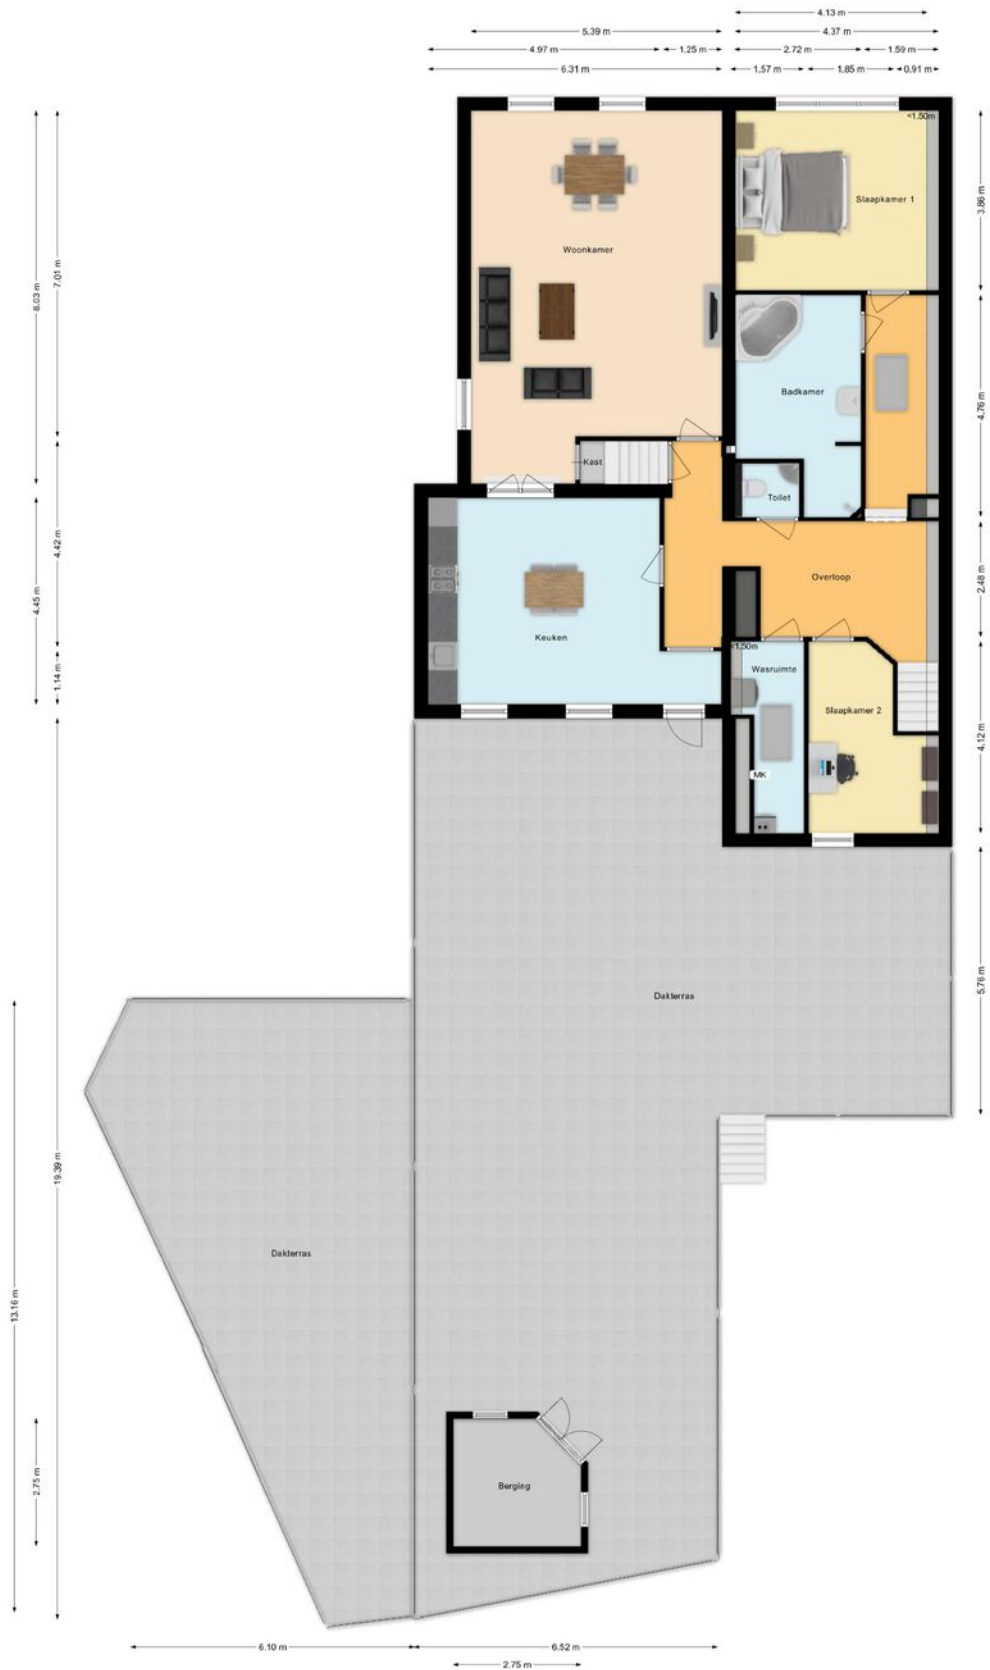 4.13 m
5.39 m
4.37 m
4.97 m
1.25 m
2.72 m
1.59 m
6.31 m
1.57 m
1.85 m
0.91 m
<1.50m
Slaapkamer 1
3.86 m
Woonkamer
7.01 m
8.03 m
Badkamer
4.76 m
Kast
Toilet
4.42 m
4.45 m
Overloop
2.48 m
Keuken
<1.50m
Wasruimte
1.14 m
Slaapkamer 2
4.12 m
MK
5.76 m
Dakterras
19.39 m
Dakterras
13.16 m
2.75 m
Berging
6.10 m
6.52 m
2.75 m